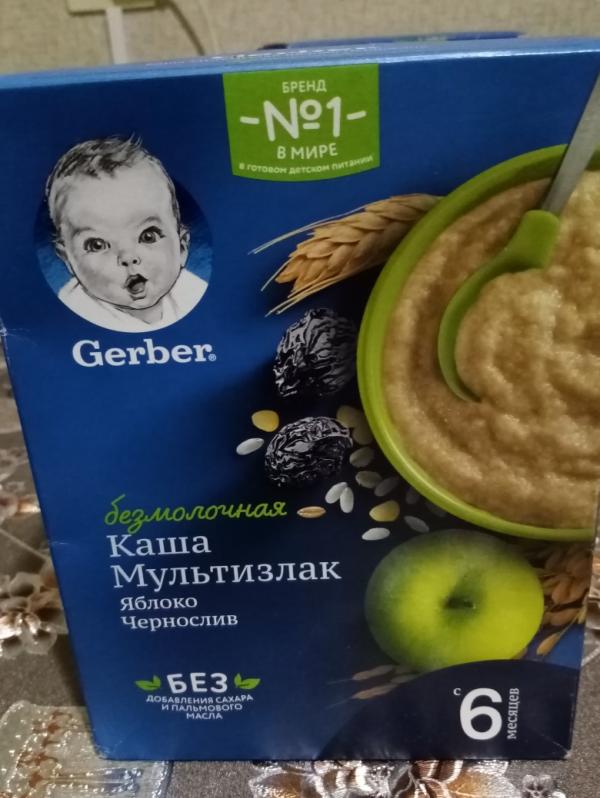 БРЕНД
-№1-
В МИРЕ
В ГОТОВОМ ДЕТСКОМ ПИТАНИИ
Gerber®
безмолочная
Каша
Мультизлак
Яблоко
Чернослив
БЕЗ
ДОБАВЛЕНИЯ САХАРА
И ПАЛЬМОВОГО
МАСЛА
с 6 месяцев